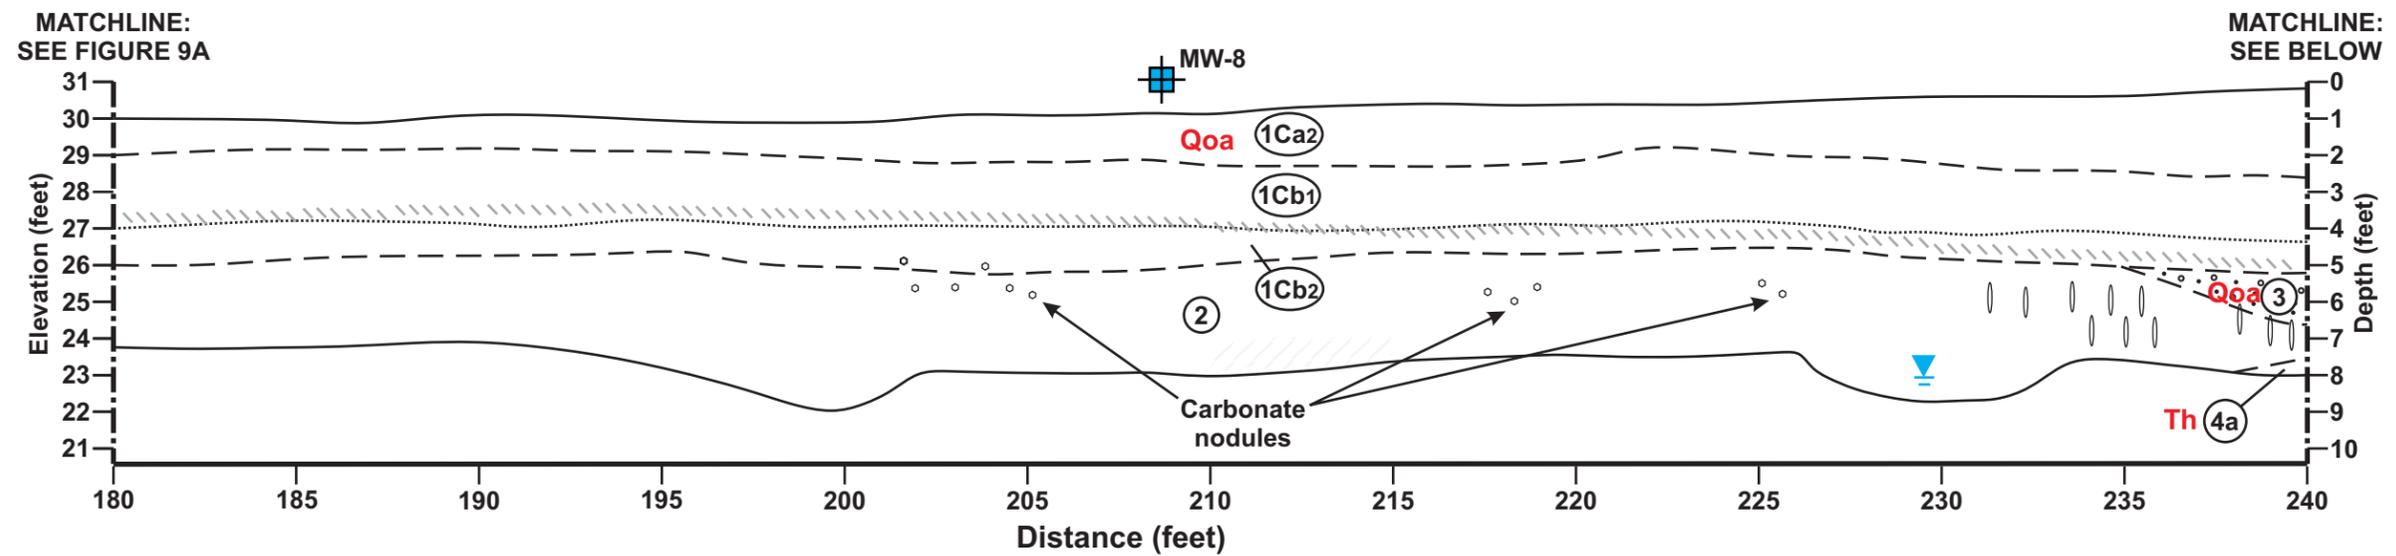 MATCHLINE:
SEE FIGURE 9A
MATCHLINE:
SEE BELOW
MW-8
31
30
29
28
27
26
25
24
23
22
21
Elevation (feet)
0
1
2
3
4
5
6
7
8
9
10
Depth (feet)
Qoa
1Ca2
1Cb1
1Cb2
2
Qoa
3
Carbonate
nodules
Th
4a
180
185
190
195
200
205
210
215
220
225
230
235
240
Distance (feet)